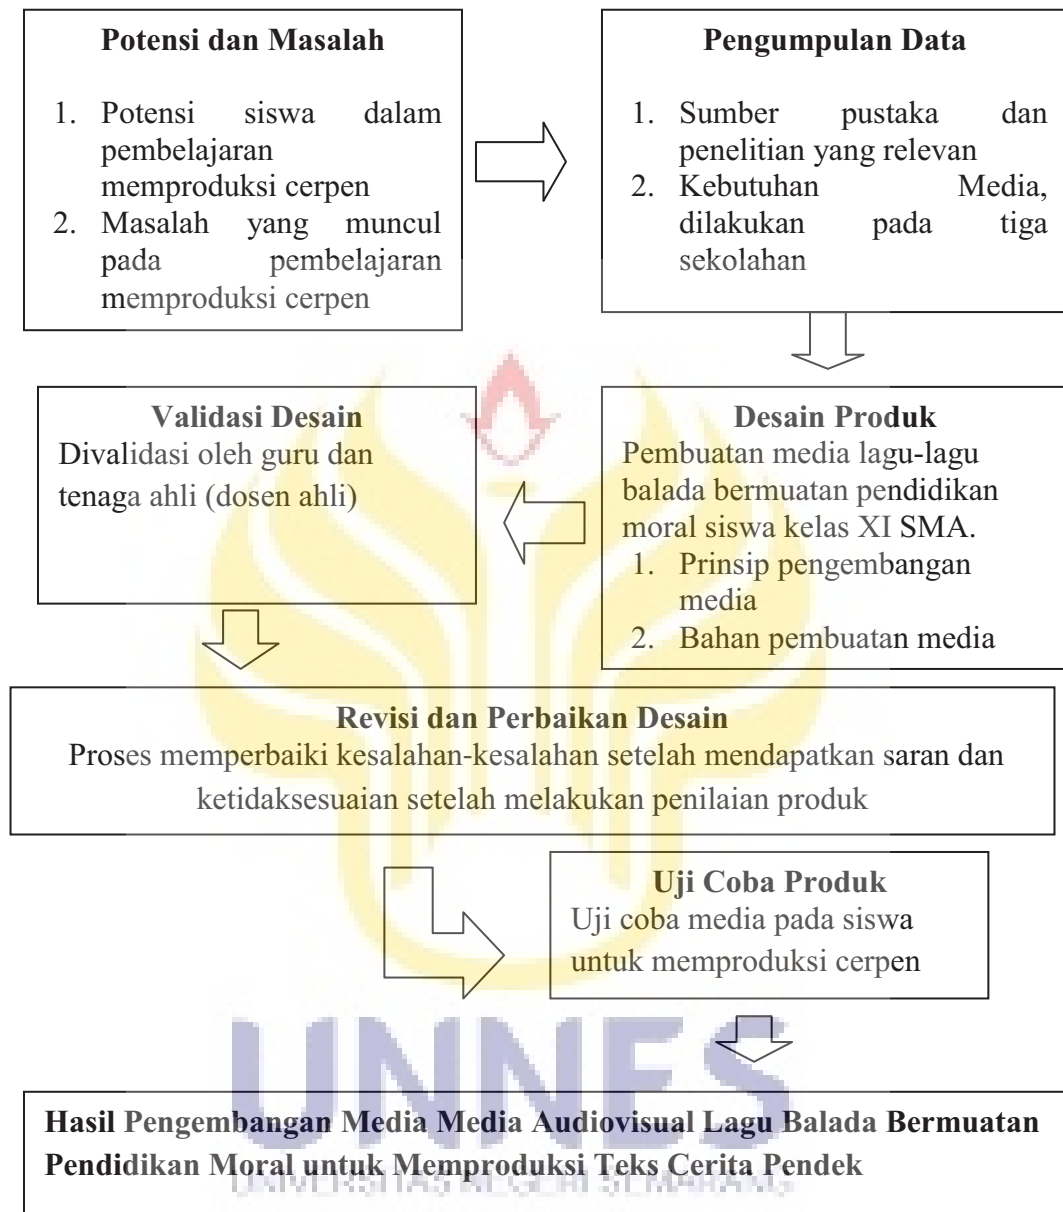 Potensi dan Masalah
1. Potensi siswa dalam
pembelajaran
memproduksi cerpen
2. Masalah yang muncul
pada pembelajaran
memproduksi cerpen
Pengumpulan Data
1. Sumber pustaka dan
penelitian yang relevan
2. Kebutuhan Media,
dilakukan pada tiga
sekolahan
Desain Produk
Pembuatan media lagu-lagu
balada bermuatan pendidikan
moral siswa kelas XI SMA.
1. Prinsip pengembangan
media
2. Bahan pembuatan media
Validasi Desain
Divalidasi oleh guru dan
tenaga ahli (dosen ahli)
Revisi dan Perbaikan Desain
Proses memperbaiki kesalahan-kesalahan setelah mendapatkan saran dan
ketidaksesuaian setelah melakukan penilaian produk
Uji Coba Produk
Uji coba media pada siswa
untuk memproduksi cerpen
UNNES
Hasil Pengembangan Media Media Audiovisual Lagu Balada Bermuatan
Pendidikan Moral untuk Memproduksi Teks Cerita Pendek
UNIVERSITAS NEGERI SEMARANG